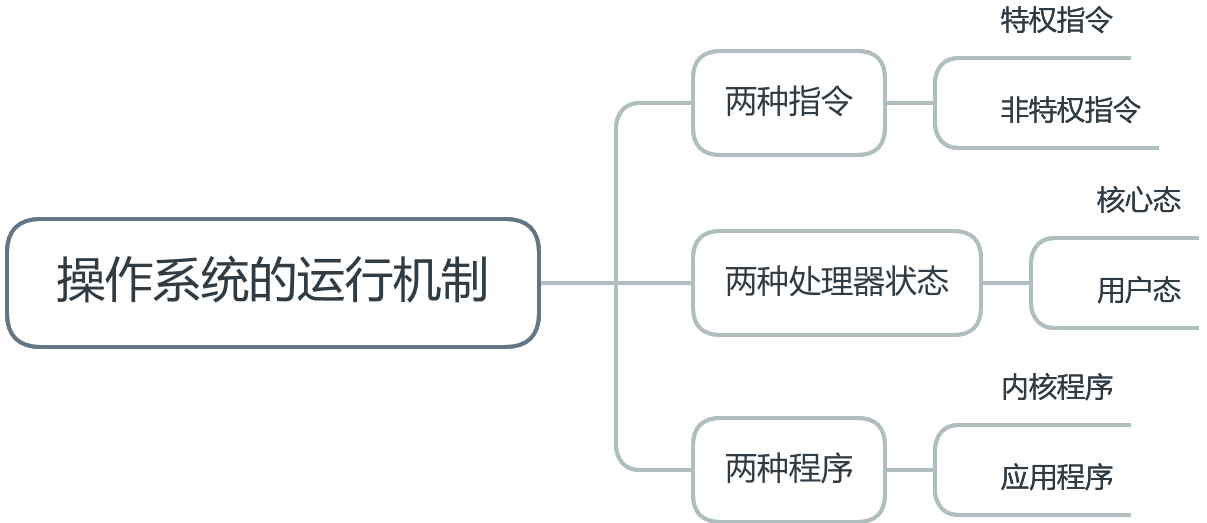 操作系统的运行机制
两种指令
特权指令
非特权指令
两种处理器状态
核心态
用户态
两种程序
内核程序
应用程序